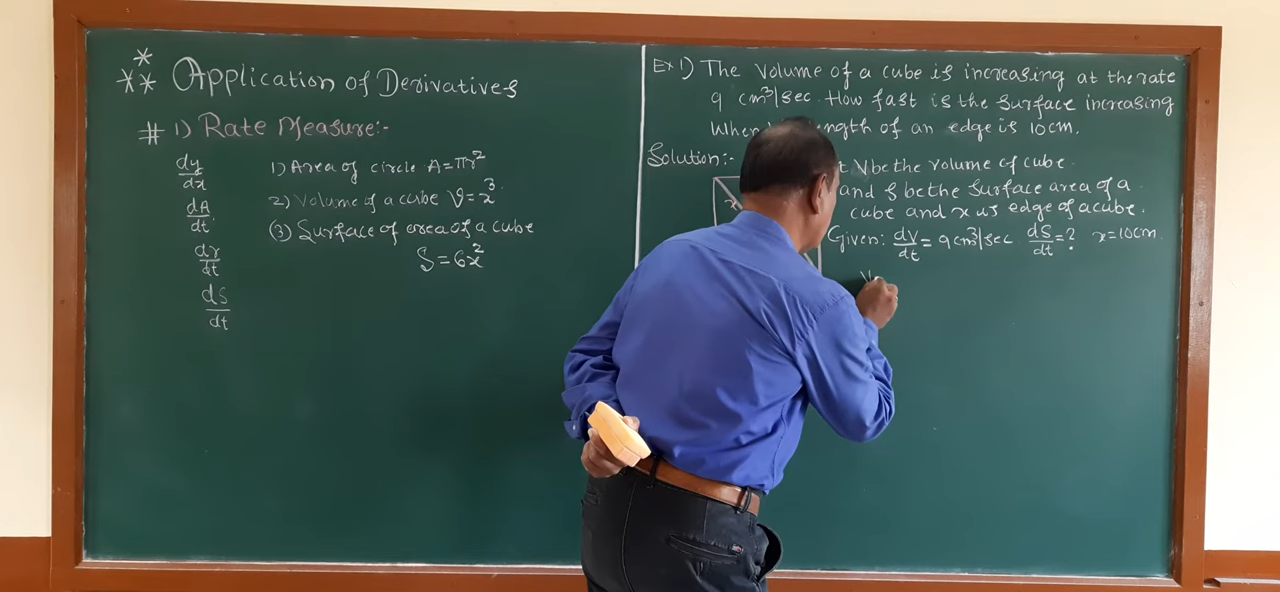 *** Application of Derivatives
# 1) Rate Measure:-
dy/dx
1) Area of circle A = πr²
dA/dt
2) Volume of a cube V = x³
dr/dt
(3) Surface of area of a cube
S = 6x²
dS/dt
Ex 1) The Volume of a cube is increasing at the rate
9 cm³/sec. How fast is the surface increasing
When length of an edge is 10cm.
Solution:- V be the volume of cube.
and S be the surface area of a
cube and x is edge of a cube.
Given: dV/dt = 9cm³/sec dS/dt = ? x = 10cm.
x
V